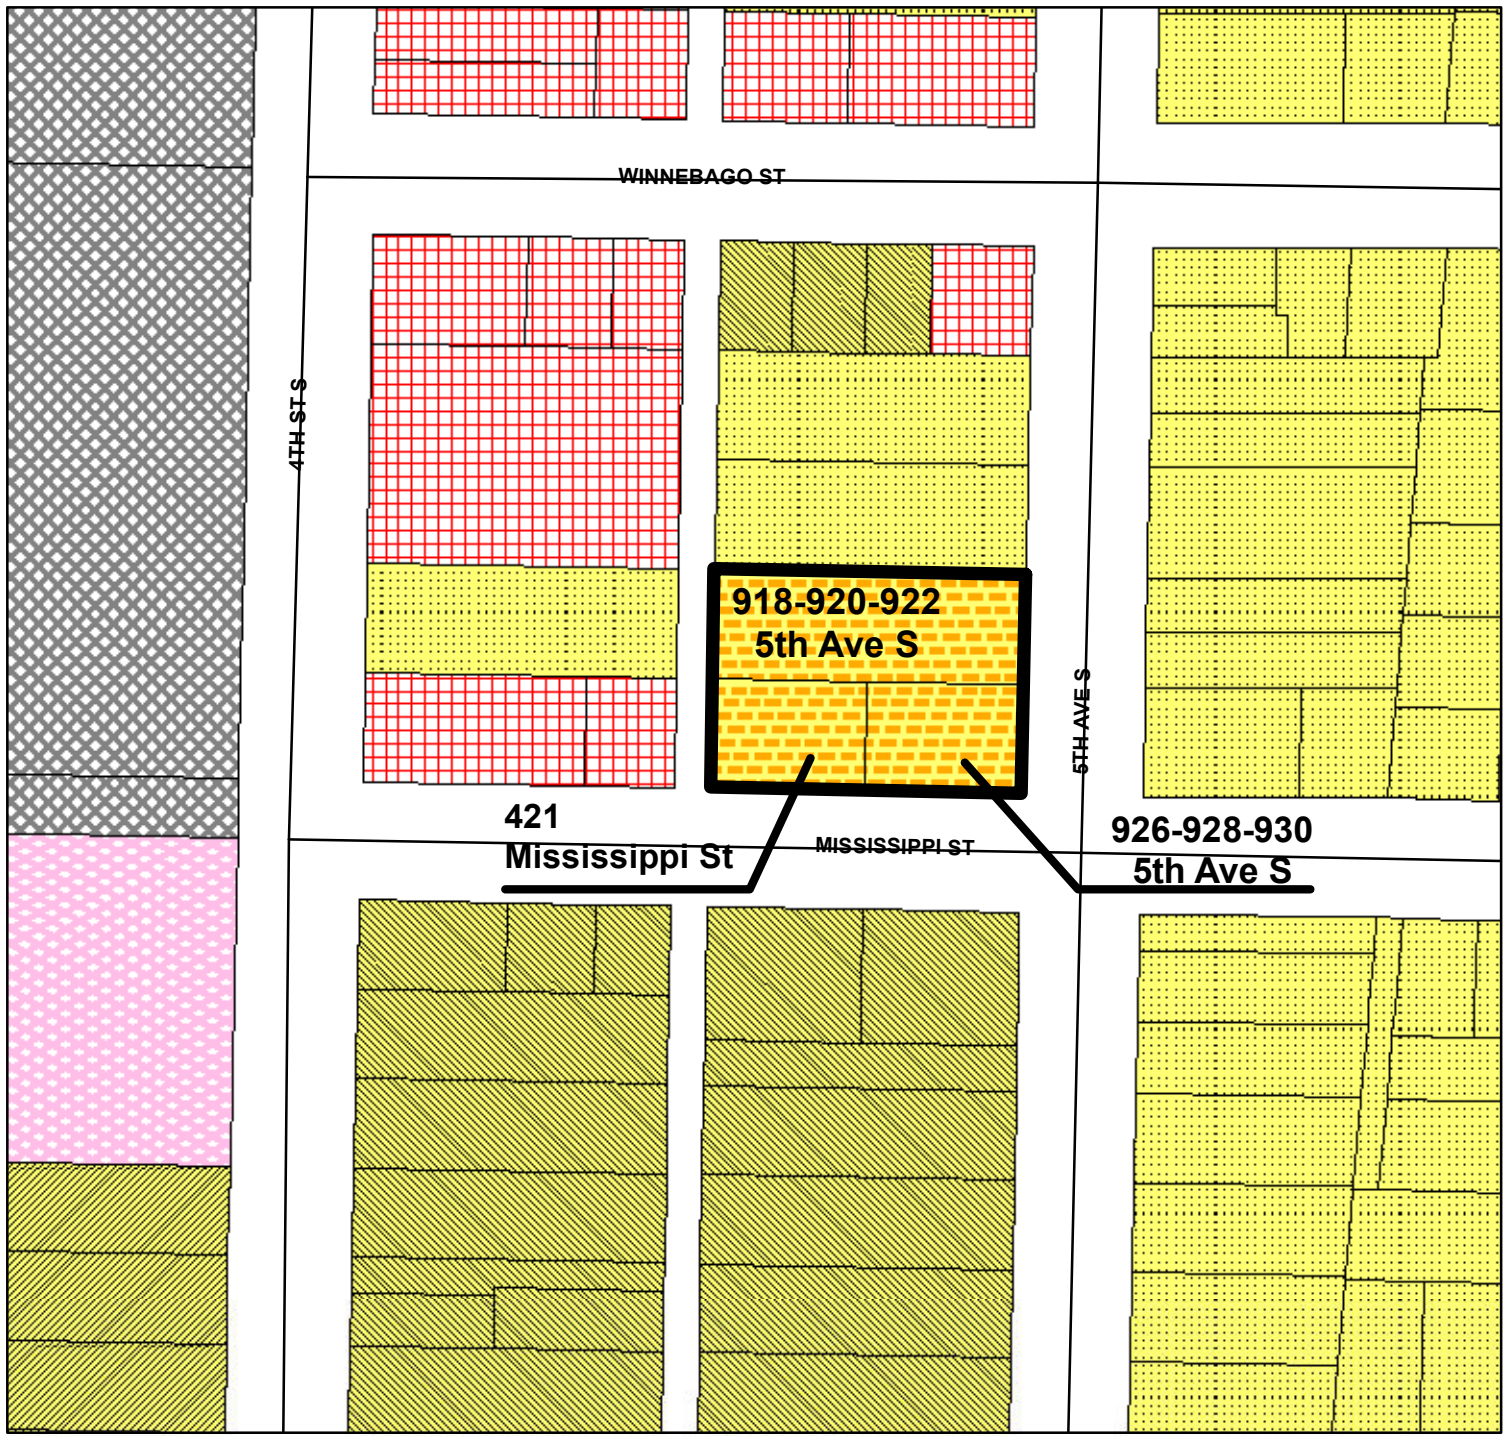 WINNEBAGO ST
4TH ST S
918-920-922
5th Ave S
5TH AVE S
421
Mississippi St
MISSISSIPPI ST
926-928-930
5th Ave S